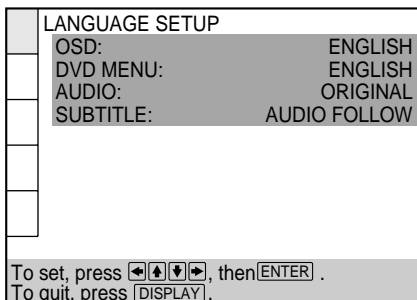 LANGUAGE SETUP
OSD: ENGLISH
DVD MENU: ENGLISH
AUDIO: ORIGINAL
SUBTITLE: AUDIO FOLLOW
To set, press ←↑↓→, then ENTER .
To quit, press DISPLAY .